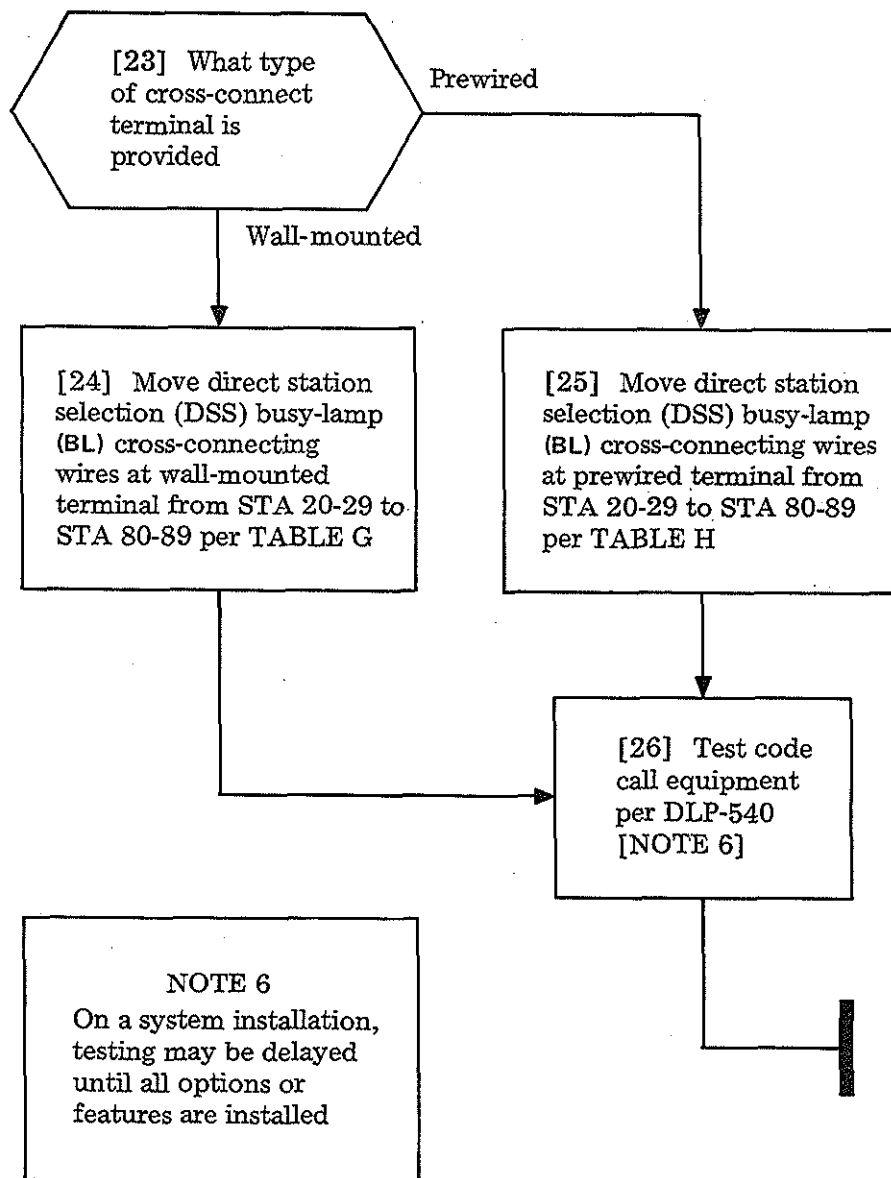 [23] What type
of cross-connect
terminal is
provided
Prewired
Wall-mounted
[24] Move direct station
selection (DSS) busy-lamp
(BL) cross-connecting
wires at wall-mounted
terminal from STA 20-29 to
STA 80-89 per TABLE G
[25] Move direct station
selection (DSS) busy-lamp
(BL) cross-connecting wires
at prewired terminal from
STA 20-29 to STA 80-89
per TABLE H
[26] Test code
call equipment
per DLP-540
[NOTE 6]
NOTE 6
On a system installation,
testing may be delayed
until all options or
features are installed